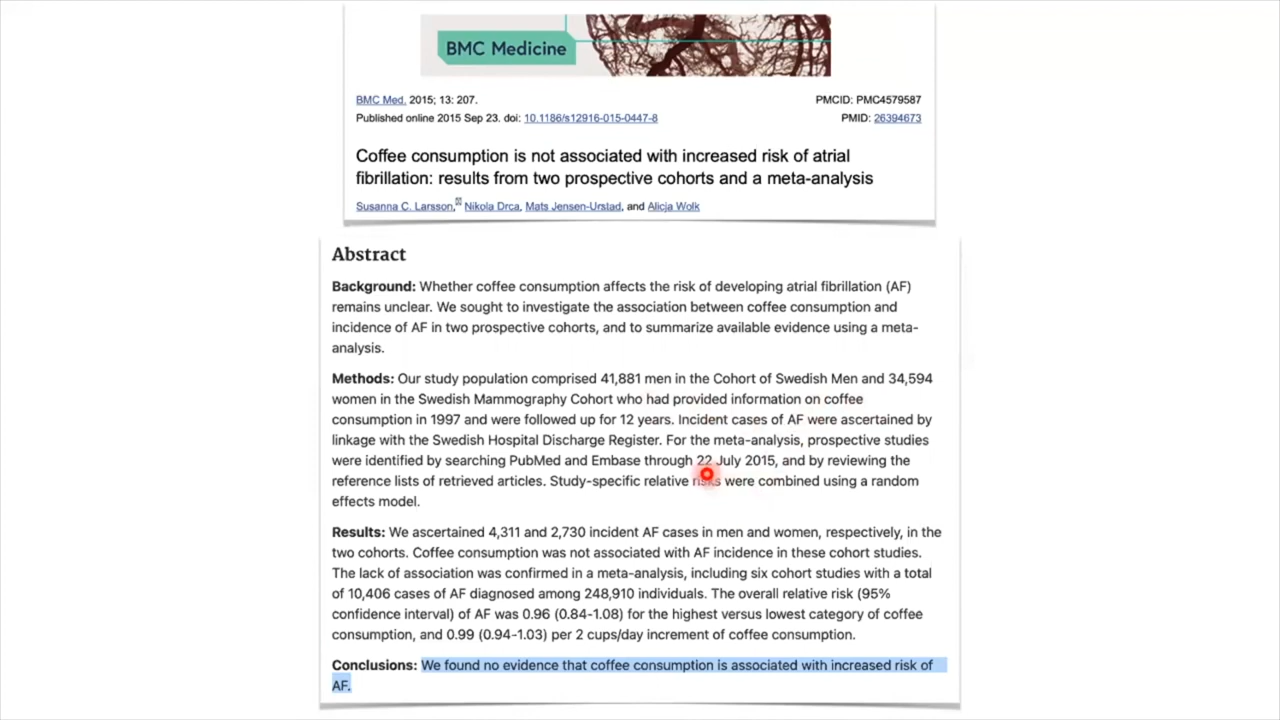 BMC Medicine
BMC Med. 2015; 13: 207.
PMCID: PMC4579587
Published online 2015 Sep 23. doi: 10.1186/s12916-015-0447-8
PMID: 26394673
Coffee consumption is not associated with increased risk of atrial
fibrillation: results from two prospective cohorts and a meta-analysis
Susanna C. Larsson, Nikola Drca, Mats Jensen-Urstad, and Alicja Wolk
Abstract
Background: Whether coffee consumption affects the risk of developing atrial fibrillation (AF)
remains unclear. We sought to investigate the association between coffee consumption and
incidence of AF in two prospective cohorts, and to summarize available evidence using a meta-
analysis.
Methods: Our study population comprised 41,881 men in the Cohort of Swedish Men and 34,594
women in the Swedish Mammography Cohort who had provided information on coffee
consumption in 1997 and were followed up for 12 years. Incident cases of AF were ascertained by
linkage with the Swedish Hospital Discharge Register. For the meta-analysis, prospective studies
were identified by searching PubMed and Embase through 22 July 2015, and by reviewing the
reference lists of retrieved articles. Study-specific relative risks were combined using a random
effects model.
Results: We ascertained 4,311 and 2,730 incident AF cases in men and women, respectively, in the
two cohorts. Coffee consumption was not associated with AF incidence in these cohort studies.
The lack of association was confirmed in a meta-analysis, including six cohort studies with a total
of 10,406 cases of AF diagnosed among 248,910 individuals. The overall relative risk (95%
confidence interval) of AF was 0.96 (0.84-1.08) for the highest versus lowest category of coffee
consumption, and 0.99 (0.94-1.03) per 2 cups/day increment of coffee consumption.
Conclusions: We found no evidence that coffee consumption is associated with increased risk of
AF.